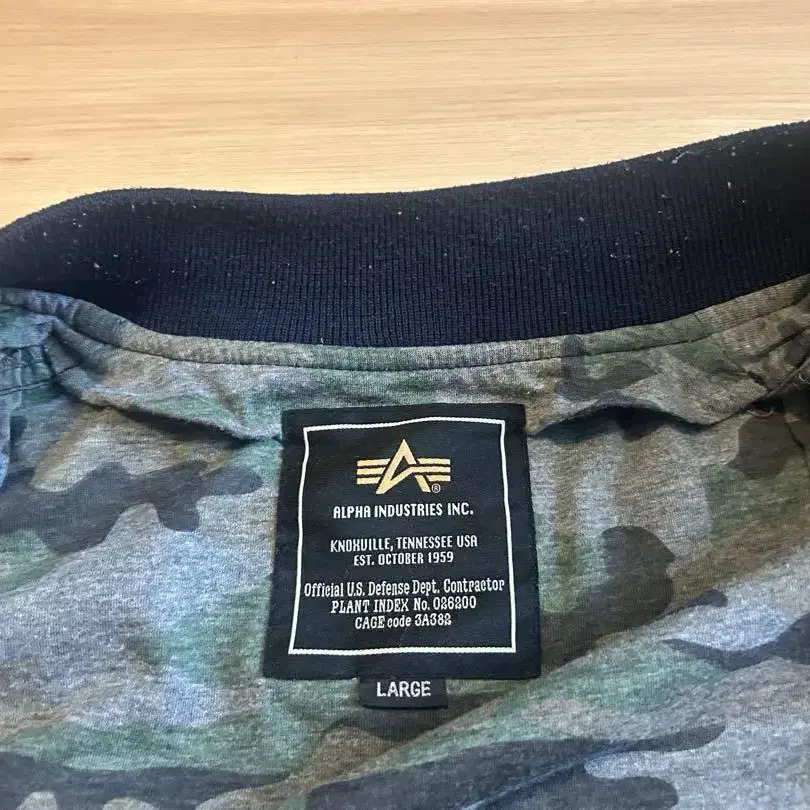 ®
ALPHA INDUSTRIES INC.
KNOXVILLE, TENNESSEE USA
EST. OCTOBER 1959
Official U.S. Defense Dept. Contractor
PLANT INDEX No. 026200
CAGE code 3A382
LARGE